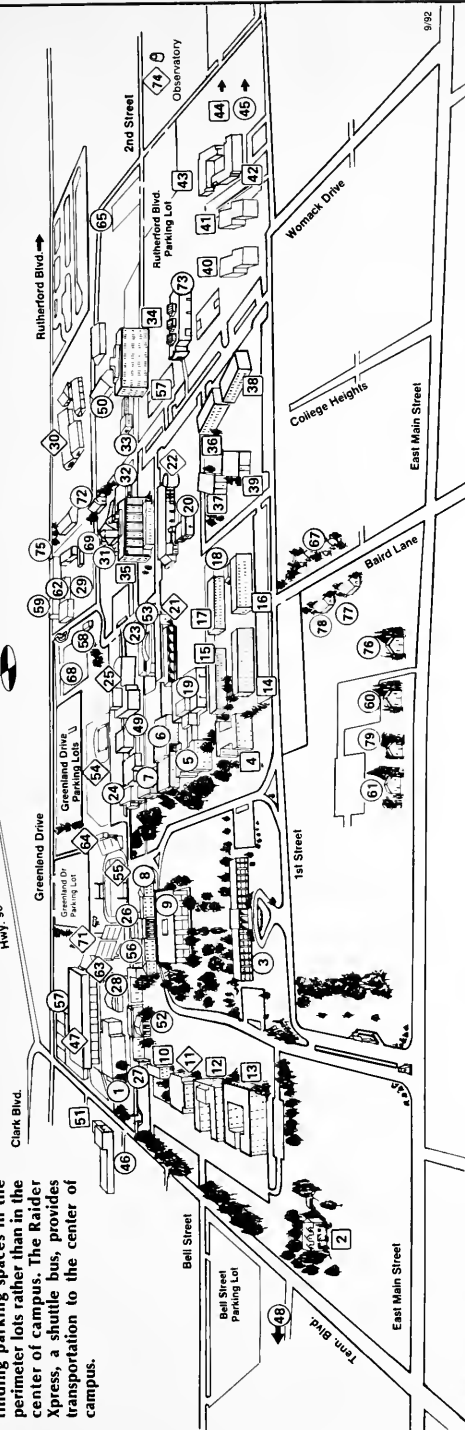 finding parking spaces in the
perimeter lots rather than in the
center of campus. The Raider
Xpress, a shuttle bus, provides
transportation to the center of
campus.
Clark Blvd.
Greenland Drive
Rutherford Blvd.
2nd Street
74
Observatory
65
Rutherford Blvd.
Parking Lot
Greenland Drive
Parking Lots
Greenland Dr
Parking Lot
75
72
30
50
59
62
29
69
31
32
33
34
57
73
43
44
45
42
41
40
68
58
25
23
53
35
22
20
54
49
24
7
6
5
19
21
64
55
26
8
9
71
63
28
56
52
57
47
1
27
10
11
12
13
51
46
3
4
14
15
16
17
18
36
37
38
39
Bell Street
Bell Street
Parking Lot
48
Tenn. Blvd.
2
East Main Street
1st Street
61
79
60
76
77
78
67
Baird Lane
College Heights
Womack Drive
East Main Street
9/92